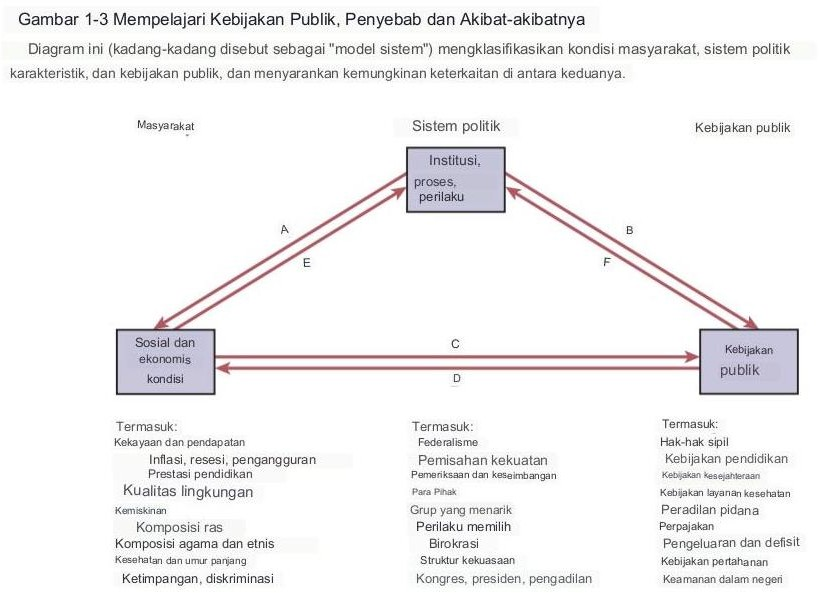 Gambar 1-3 Mempelajari Kebijakan Publik, Penyebab dan Akibat-akibatnya
Diagram ini (kadang-kadang disebut sebagai "model sistem") mengklasifikasikan kondisi masyarakat, sistem politik
karakteristik, dan kebijakan publik, dan menyarankan kemungkinan keterkaitan di antara keduanya.
Masyarakat
Sistem politik
Kebijakan publik
Institusi,
proses,
perilaku
A
B
E
F
Sosial dan
ekonomis
kondisi
C
D
Kebijakan
publik
Termasuk:
Kekayaan dan pendapatan
Inflasi, resesi, pengangguran
Prestasi pendidikan
Kualitas lingkungan
Kemiskinan
Komposisi ras
Komposisi agama dan etnis
Kesehatan dan umur panjang
Ketimpangan, diskriminasi
Termasuk:
Federalisme
Pemisahan kekuatan
Pemeriksaan dan keseimbangan
Para Pihak
Grup yang menarik
Perilaku memilih
Birokrasi
Struktur kekuasaan
Kongres, presiden, pengadilan
Termasuk:
Hak-hak sipil
Kebijakan pendidikan
Kebijakan kesejahteraan
Kebijakan layanan kesehatan
Peradilan pidana
Perpajakan
Pengeluaran dan defisit
Kebijakan pertahanan
Keamanan dalam negeri